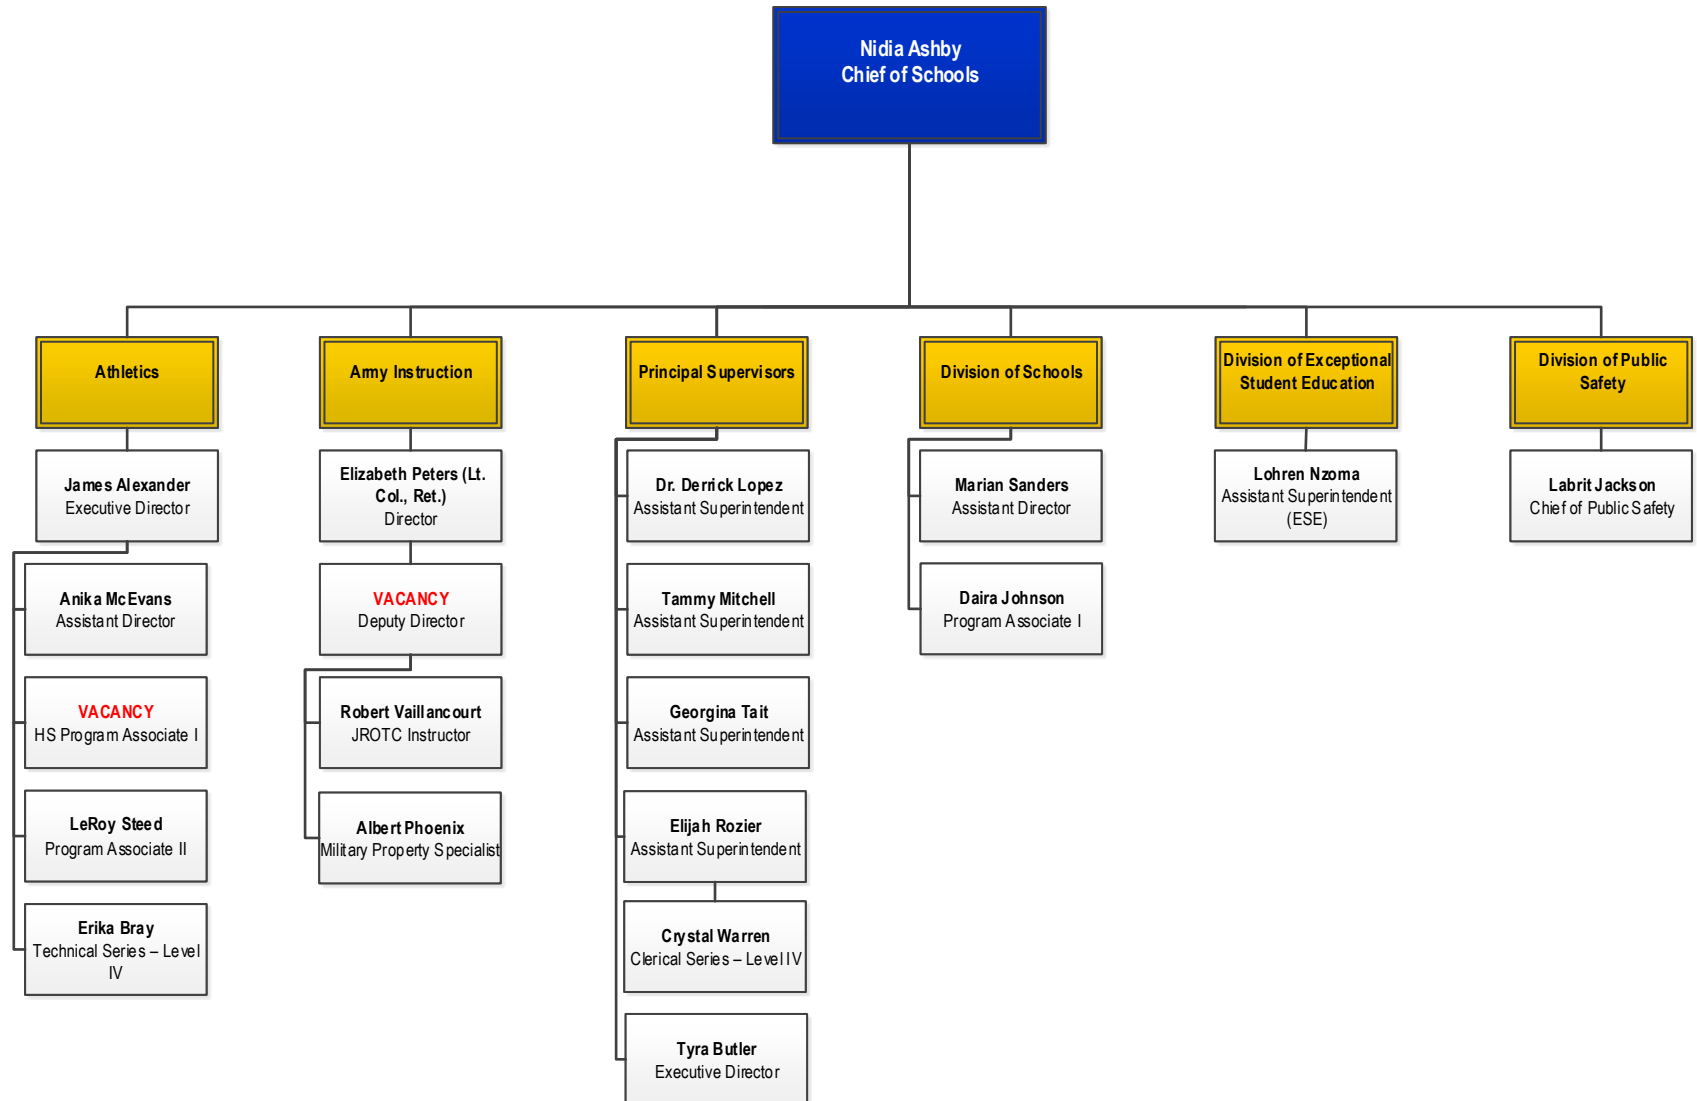 Nidia Ashby
Chief of Schools
Athletics
James Alexander
Executive Director
Anika McEvans
Assistant Director
VACANCY
HS Program Associate I
LeRoy Steed
Program Associate II
Erika Bray
Technical Series – Level
IV
Army Instruction
Elizabeth Peters (Lt.
Col., Ret.)
Director
VACANCY
Deputy Director
Robert Vaillancourt
JROTC Instructor
Albert Phoenix
Military Property Specialist
Principal Supervisors
Dr. Derrick Lopez
Assistant Superintendent
Tammy Mitchell
Assistant Superintendent
Georgina Tait
Assistant Superintendent
Elijah Rozier
Assistant Superintendent
Crystal Warren
Clerical Series – Level IV
Tyra Butler
Executive Director
Division of Schools
Marian Sanders
Assistant Director
Daira Johnson
Program Associate I
Division of Exceptional
Student Education
Lohren Nzoma
Assistant Superintendent
(ESE)
Division of Public
Safety
Labrit Jackson
Chief of Public Safety